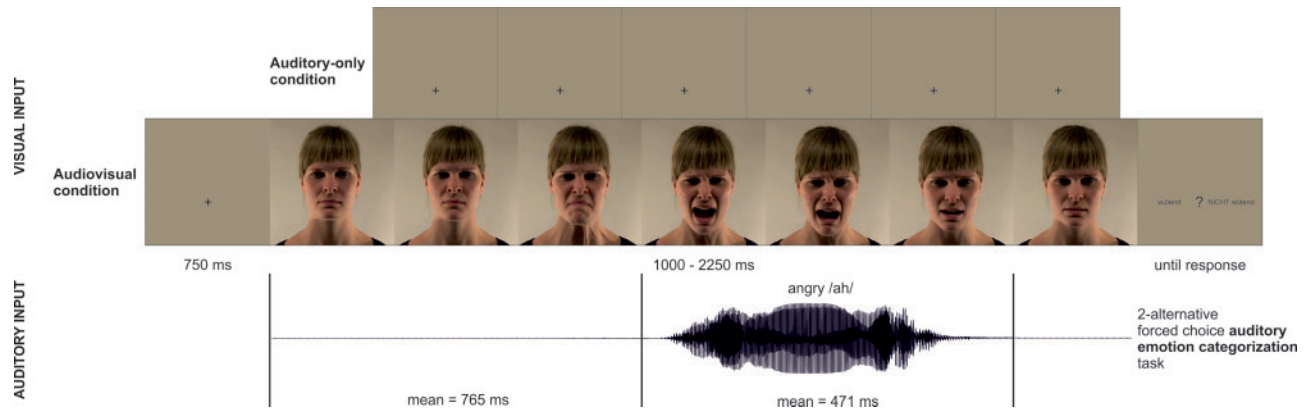 VISUAL INPUT
Auditory-only
condition
Audiovisual
condition
+
+
+
+
+
+
+
wütend ? NICHT wütend
750 ms
1000 - 2250 ms
until response
AUDITORY INPUT
angry /ah/
2-alternative
forced choice auditory
emotion categorization
task
mean = 765 ms
mean = 471 ms